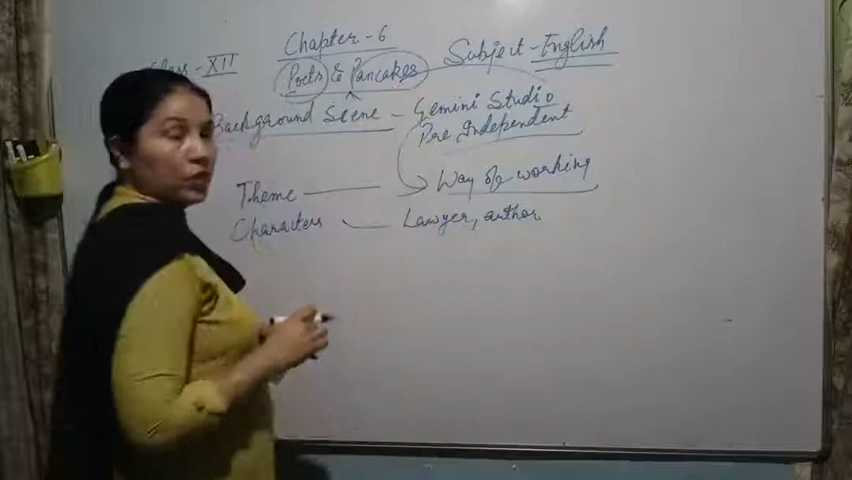 Chapter-6
Class-XII Subject-English
Poets & Pancakes
Background Scene - Gemini Studio
Pre Independent
Theme — Way of working
Characters — Lawyer, author